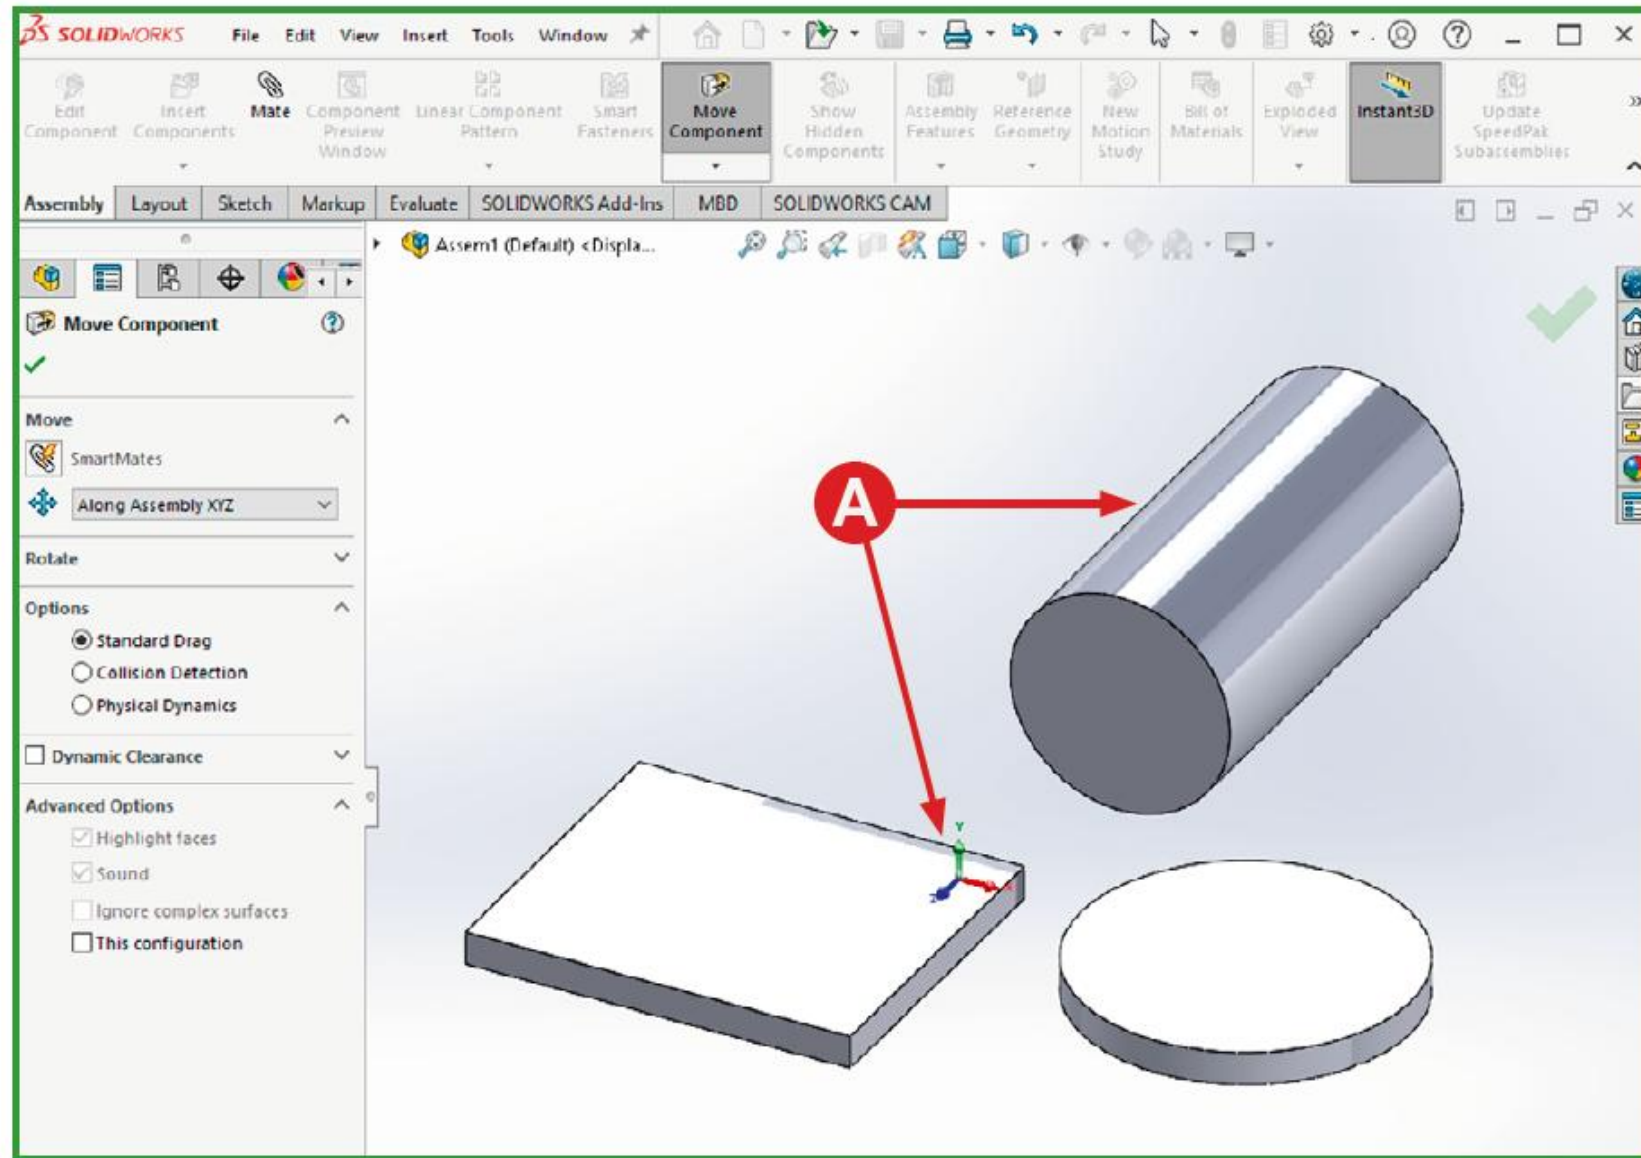 SOLIDWORKS File Edit View Insert Tools Window
Edit Component
Insert Components
Mate
Component Preview Window
Linear Component Pattern
Smart Fasteners
Move Component
Show Hidden Components
Assembly Features
Reference Geometry
New Motion Study
Bill of Materials
Exploded View
Instant3D
Update SpeedPak Subassemblies
Assembly Layout Sketch Markup Evaluate SOLIDWORKS Add-Ins MBD SOLIDWORKS CAM
Assem1 (Default) <Displa...
Move Component
Move
SmartMates
Along Assembly XYZ
Rotate
Options
Standard Drag
Collision Detection
Physical Dynamics
Dynamic Clearance
Advanced Options
Highlight faces
Sound
Ignore complex surfaces
This configuration
A
Y
X
Z